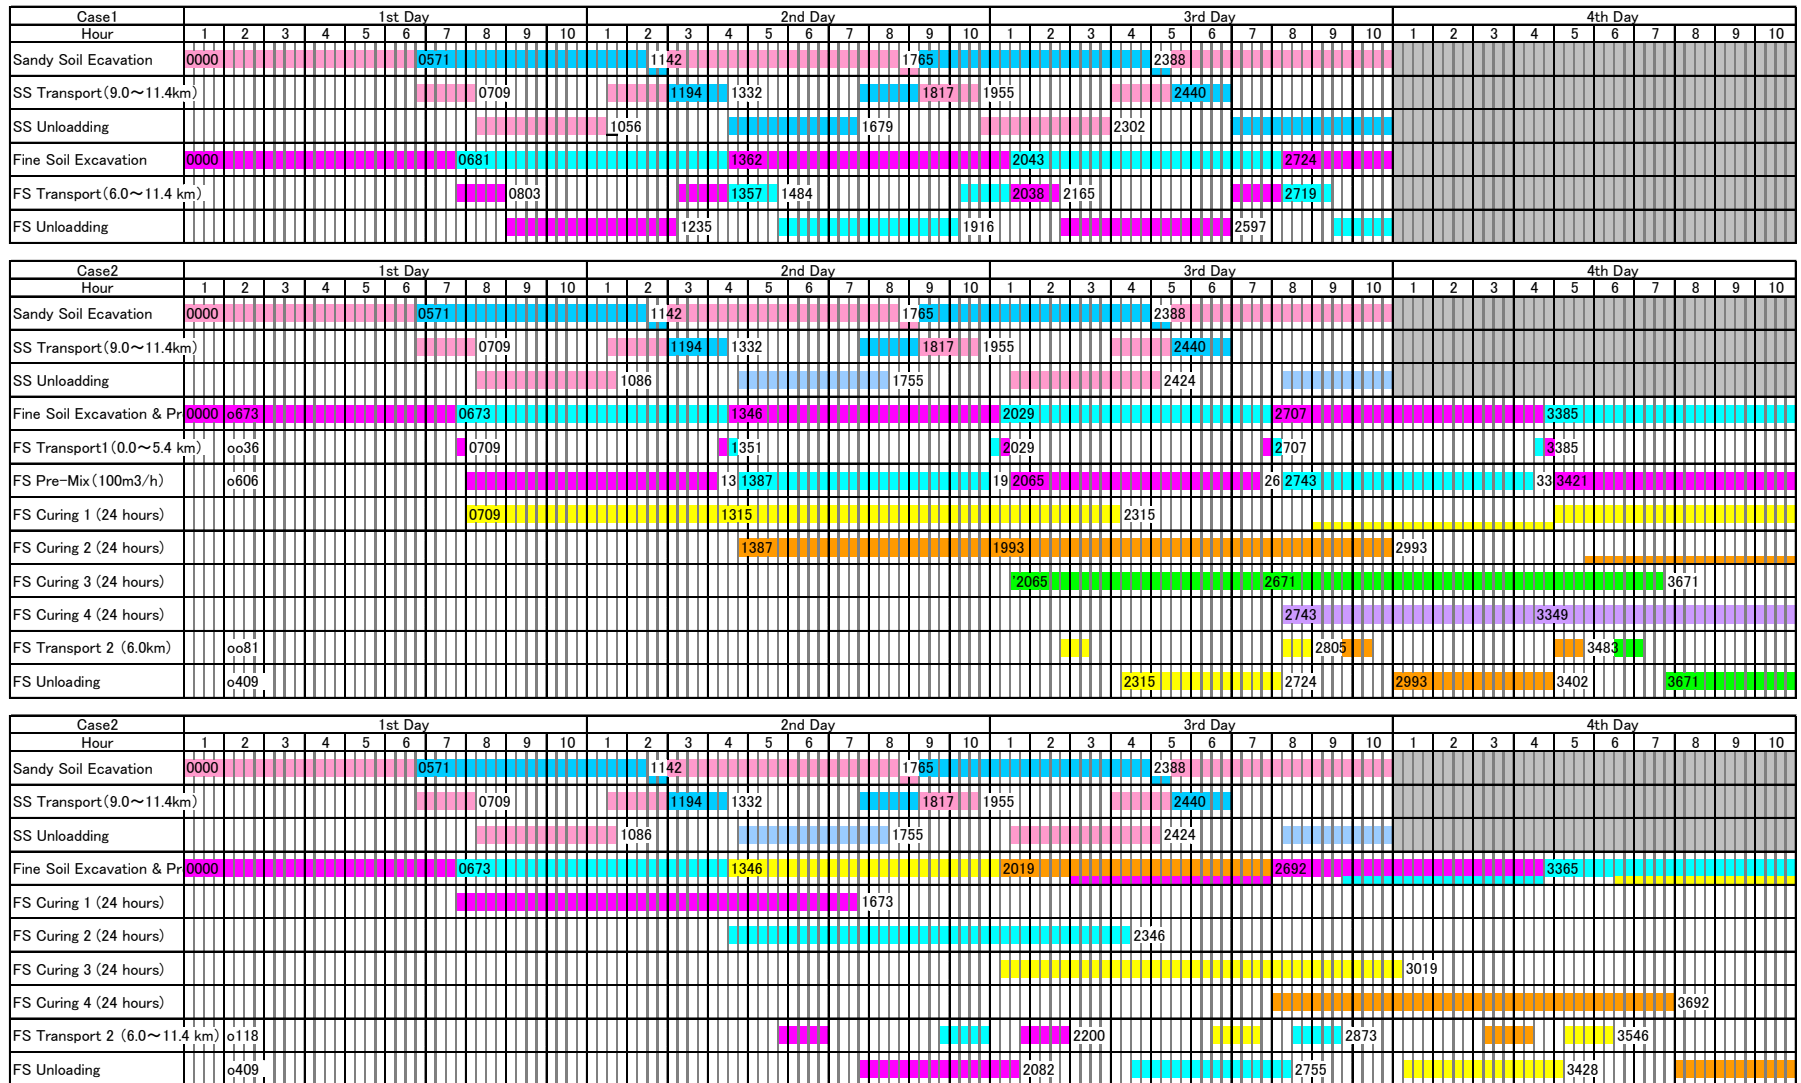 Case1 1st Day 2nd Day 3rd Day 4th Day
Hour 1 2 3 4 5 6 7 8 9 10 1 2 3 4 5 6 7 8 9 10 1 2 3 4 5 6 7 8 9 10 1 2 3 4 5 6 7 8 9 10
Sandy Soil Ecavation 0000 0571 1142 1765 2388
SS Transport(9.0～11.4km) 0709 1194 1332 1817 1955 2440
SS Unloadding 1056 1679 2302
Fine Soil Excavation 0000 0681 1362 2043 2724
FS Transport(6.0～11.4 km) 0803 1357 1484 2038 2165 2719
FS Unloadding 1235 1916 2597
Case2 1st Day 2nd Day 3rd Day 4th Day
Hour 1 2 3 4 5 6 7 8 9 10 1 2 3 4 5 6 7 8 9 10 1 2 3 4 5 6 7 8 9 10 1 2 3 4 5 6 7 8 9 10
Sandy Soil Ecavation 0000 0571 1142 1765 2388
SS Transport(9.0～11.4km) 0709 1194 1332 1817 1955 2440
SS Unloadding 1086 1755 2424
Fine Soil Excavation & Pr 0000 o673 0673 1346 2029 2707 3385
FS Transport1(0.0～5.4 km) oo36 0709 1351 2029 2707 3385
FS Pre-Mix(100m3/h) o606 13 1387 19 2065 26 2743 33 3421
FS Curing 1 (24 hours) 0709 1315 2315
FS Curing 2 (24 hours) 1387 1993 2993
FS Curing 3 (24 hours) '2065 2671 3671
FS Curing 4 (24 hours) 2743 3349
FS Transport 2 (6.0km) oo81 2805 3483
FS Unloading o409 2315 2724 2993 3402 3671
Case2 1st Day 2nd Day 3rd Day 4th Day
Hour 1 2 3 4 5 6 7 8 9 10 1 2 3 4 5 6 7 8 9 10 1 2 3 4 5 6 7 8 9 10 1 2 3 4 5 6 7 8 9 10
Sandy Soil Ecavation 0000 0571 1142 1765 2388
SS Transport(9.0～11.4km) 0709 1194 1332 1817 1955 2440
SS Unloadding 1086 1755 2424
Fine Soil Excavation & Pr 0000 0673 1346 2019 2692 3365
FS Curing 1 (24 hours) 1673
FS Curing 2 (24 hours) 2346
FS Curing 3 (24 hours) 3019
FS Curing 4 (24 hours) 3692
FS Transport 2 (6.0～11.4 km) o118 2200 2873 3546
FS Unloading o409 2082 2755 3428